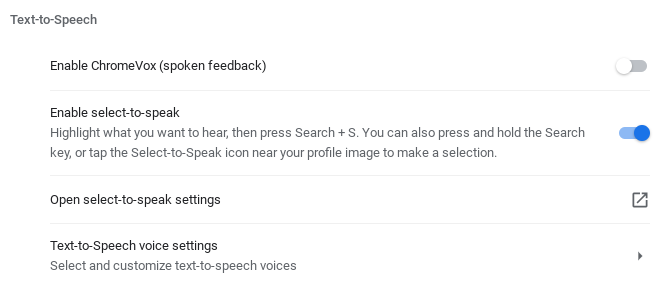 Text-to-Speech
Enable ChromeVox (spoken feedback)
Enable select-to-speak
Highlight what you want to hear, then press Search + S. You can also press and hold the Search
key, or tap the Select-to-Speak icon near your profile image to make a selection.
Open select-to-speak settings
Text-to-Speech voice settings
Select and customize text-to-speech voices